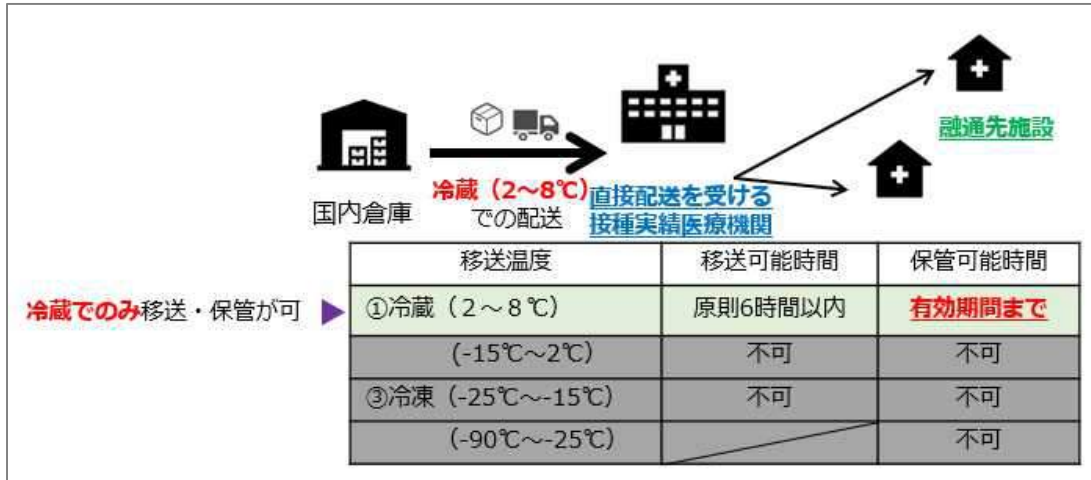 融通先施設
冷蔵（2～8℃）
での配送
国内倉庫
直接配送を受ける
接種実績医療機関
移送温度 移送可能時間 保管可能時間
冷蔵でのみ移送・保管が可 ▶ ①冷蔵（2～8℃） 原則6時間以内 有効期間まで
(-15℃～2℃) 不可 不可
③冷凍（-25℃～-15℃） 不可 不可
(-90℃～-25℃) 不可